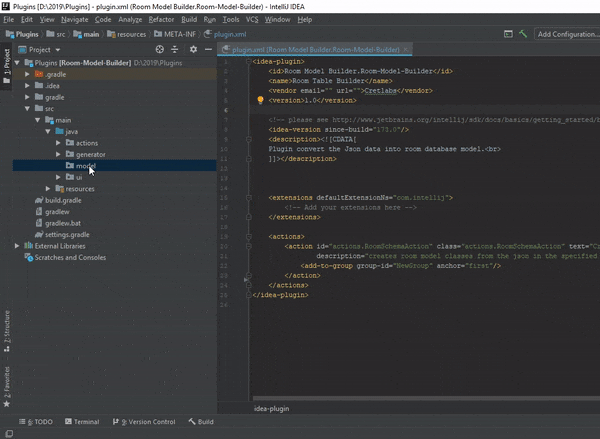 Plugins [D:\2019\Plugins] - plugin.xml (Room Model Builder.Room-Model-Builder) - IntelliJ IDEA
File Edit View Navigate Code Analyze Refactor Build Run Tools VCS Window Help
Plugins src main resources META-INF plugin.xml
Add Configuration...
1: Project
Project
Plugins [Room-Model-Builder] D:\2019\Plugins
.gradle
.idea
gradle
src
main
java
actions
generator
model
ui
resources
build.gradle
gradlew
gradlew.bat
settings.gradle
External Libraries
Scratches and Consoles
plugin.xml (Room Model Builder.Room-Model-Builder)
<idea-plugin>
<id>Room Model Builder.Room-Model-Builder</id>
<name>Room Table Builder</name>
<vendor email="" url="">Cretlabs</vendor>
<version>1.0</version>
<!-- please see http://www.jetbrains.org/intellij/sdk/docs/basics/getting_started/b
<idea-version since-build="173.0"/>
<description><![CDATA[
Plugin convert the Json data into room database model.<br>
]]></description>
<extensions defaultExtensionNs="com.intellij">
<!-- Add your extensions here -->
</extensions>
<actions>
<action id="actions.RoomSchemaAction" class="actions.RoomSchemaAction" text="C
description="creates room model classes from the json in the specified
<add-to-group group-id="NewGroup" anchor="first"/>
</action>
</actions>
</idea-plugin>
idea-plugin
7: Structure
2: Favorites
6: TODO Terminal 9: Version Control Build